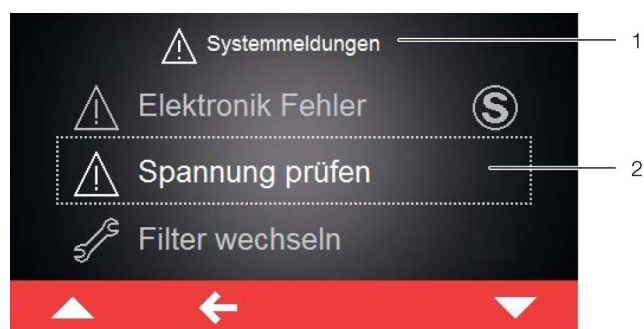 Systemmeldungen
1
Elektronik Fehler
S
Spannung prüfen
2
Filter wechseln